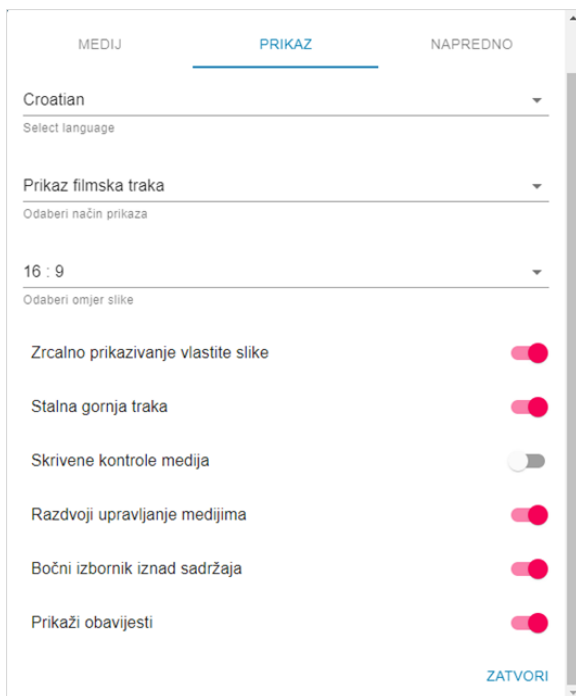 MEDIJ PRIKAZ NAPREDNO
Croatian
Select language
Prikaz filmska traka
Odaberi način prikaza
16 : 9
Odaberi omjer slike
Zrcalno prikazivanje vlastite slike
Stalna gornja traka
Skrivene kontrole medija
Razdvoji upravljanje medijima
Bočni izbornik iznad sadržaja
Prikaži obavijesti
ZATVORI